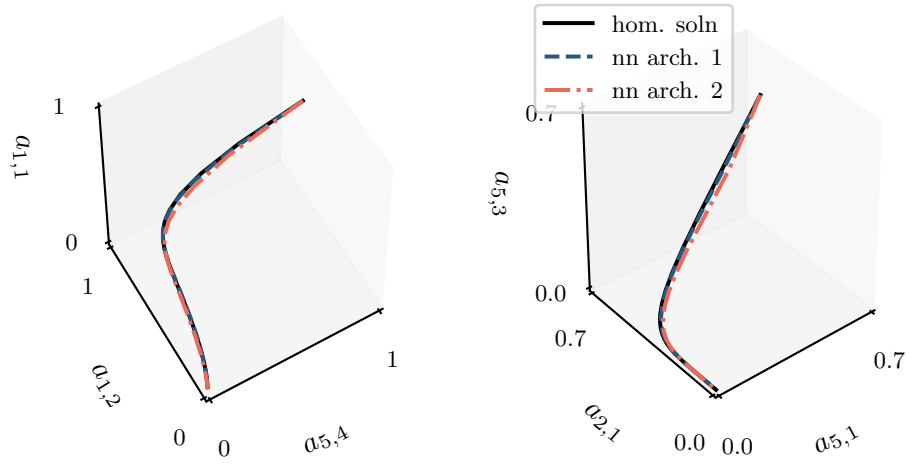 hom. soln
nn arch. 1
nn arch. 2
1
a1,1
0
1
a1,2
0
0
a5,4
1
0.7
a5,3
0.0
0.7
a2,1
0.0
0.0
a5,1
0.7